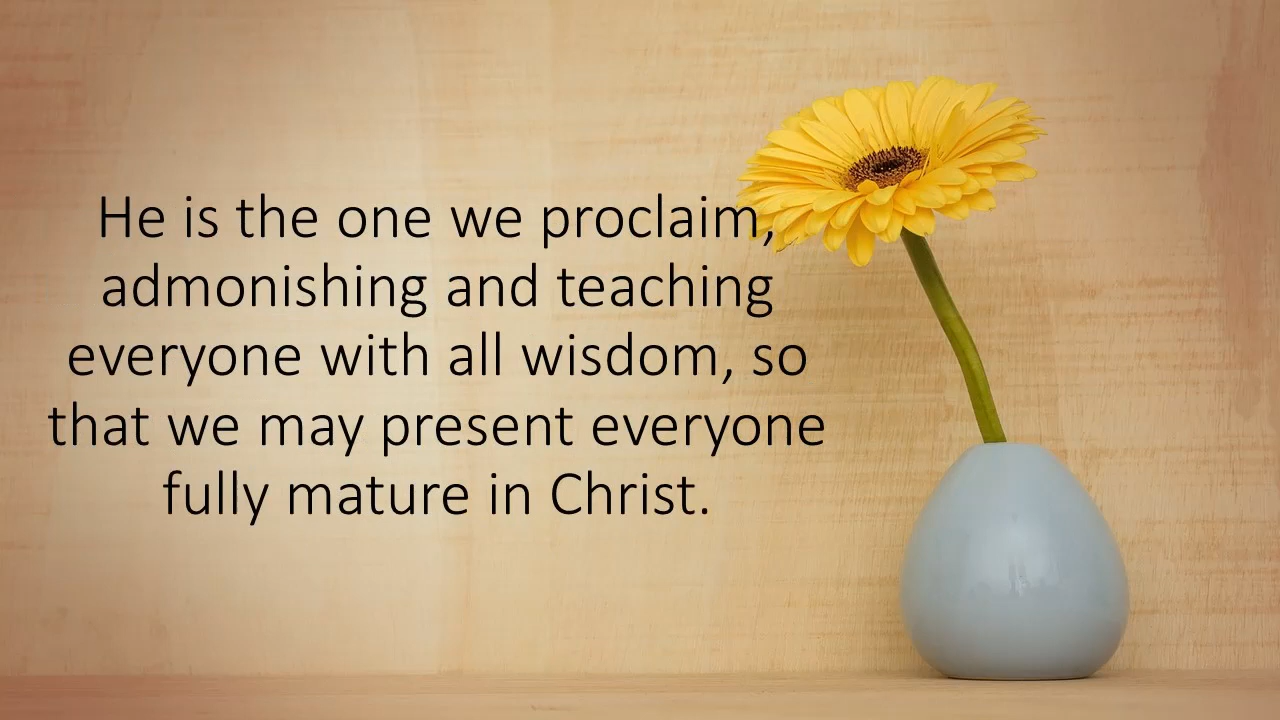 He is the one we proclaim,
admonishing and teaching
everyone with all wisdom, so
that we may present everyone
fully mature in Christ.